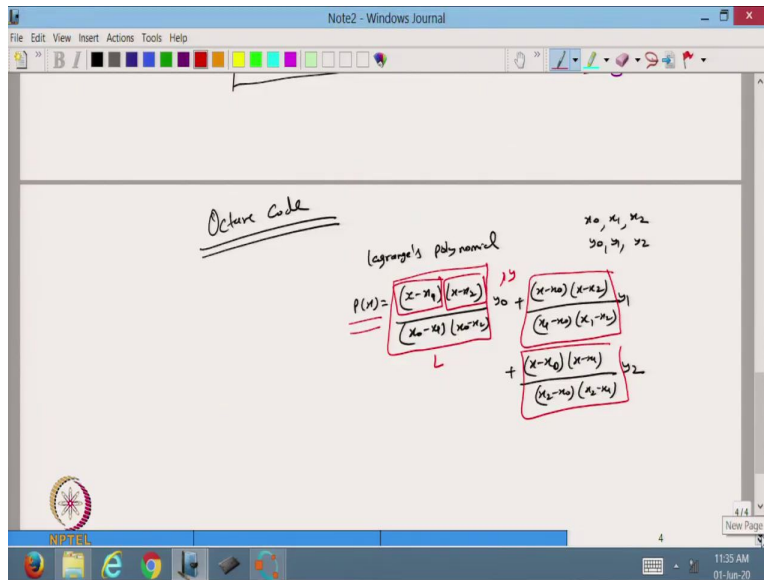 Note2 - Windows Journal
File Edit View Insert Actions Tools Help
B I
Octave Code
x0, x1, x2
y0, y1, y2
Lagrange's Polynomial
P(x) = (x-x1) (x-x2) / (x0-x1) (x0-x2) y0 + (x-x0) (x-x2) / (x1-x0) (x1-x2) y1
, y
L
+ (x-x0) (x-x1) / (x2-x0) (x2-x1) y2
NPTEL
4/4
New Page
4
11:35 AM
01-Jun-20